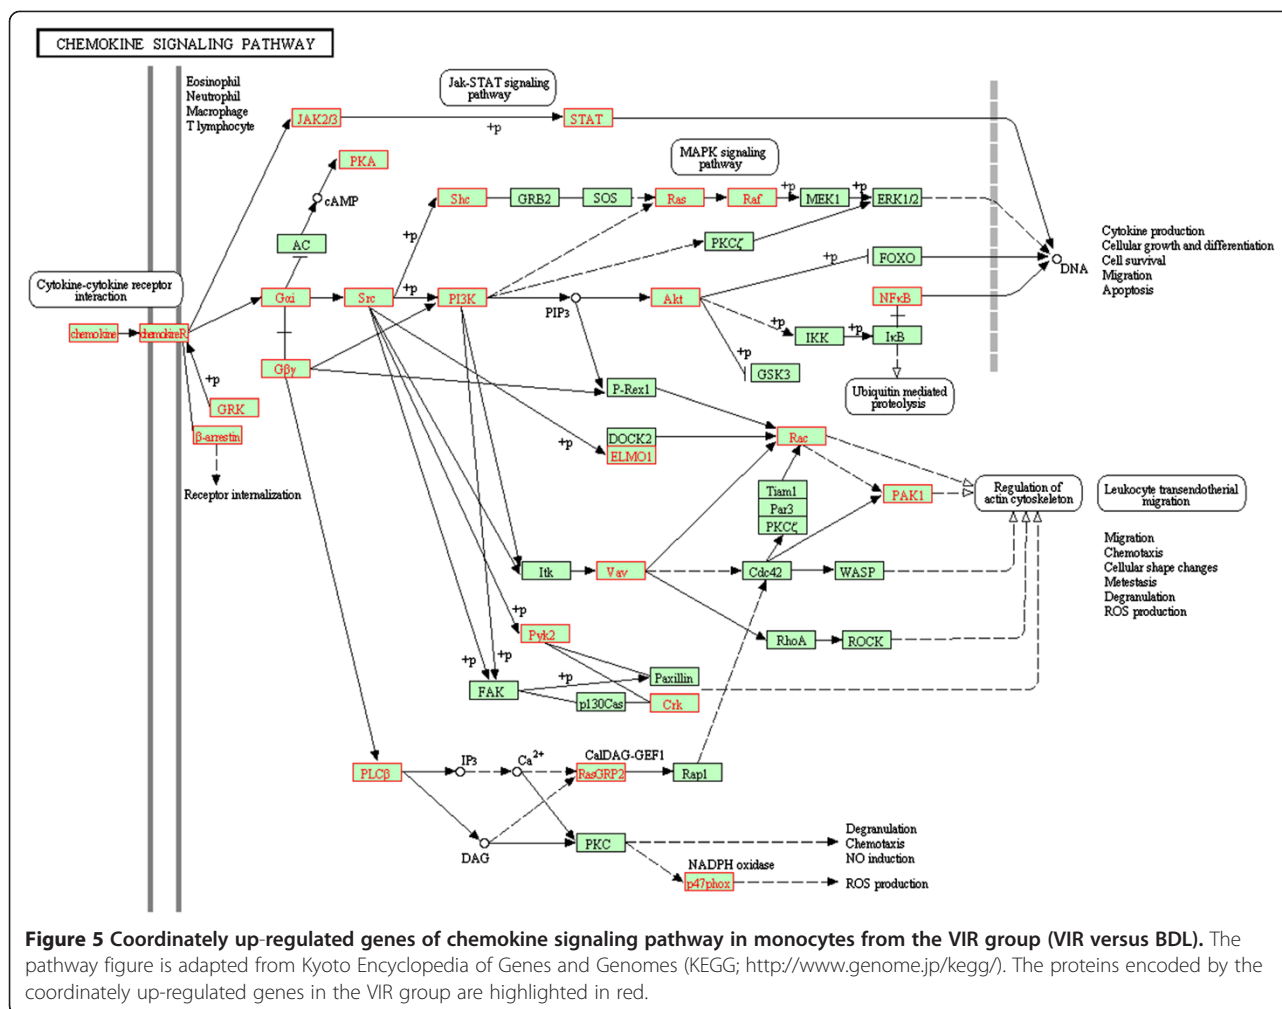 CHEMOKINE SIGNALING PATHWAY
Eosinophil
Neutrophil
Macrophage
T lymphocyte
Jak-STAT signaling
pathway
JAK2/3
+p
STAT
PKA
cAMP
AC
MAPK signaling
pathway
Shc
GRB2
SOS
Ras
Raf
+p
MEK1
+p
ERK1/2
+p
PKCζ
Cytokine-cytokine receptor
interaction
chemokine
chemokineR
Gαi
Src
+p
PI3K
PIP3
Akt
+p
FOXO
NFκB
+p
IKK
+p
IκB
+p
GSK3
DNA
Cytokine production
Cellular growth and differentiation
Cell survival
Migration
Apoptosis
Ubiquitin mediated
proteolysis
Gβγ
+p
GRK
β-arrestin
Receptor internalization
P-Rex1
DOCK2
+p
ELMO1
Rac
Tiam1
Par3
PKCζ
PAK1
Regulation of
actin cytoskeleton
Leukocyte transendotherial
migration
Migration
Chemotaxis
Cellular shape changes
Metestasis
Degranulation
ROS production
Itk
Vav
Cdc42
WASP
+p
Pyk2
RhoA
ROCK
+p
+p
FAK
+p
Paxillin
p130Cas
Crk
PLCβ
IP3
Ca2+
CalDAG-GEF1
RasGRP2
Rap1
DAG
PKC
Degranulation
Chemotaxis
NO induction
NADPH oxidase
p47phox
ROS production
Figure 5 Coordinately up-regulated genes of chemokine signaling pathway in monocytes from the VIR group (VIR versus BDL). The
pathway figure is adapted from Kyoto Encyclopedia of Genes and Genomes (KEGG; http://www.genome.jp/kegg/). The proteins encoded by the
coordinately up-regulated genes in the VIR group are highlighted in red.